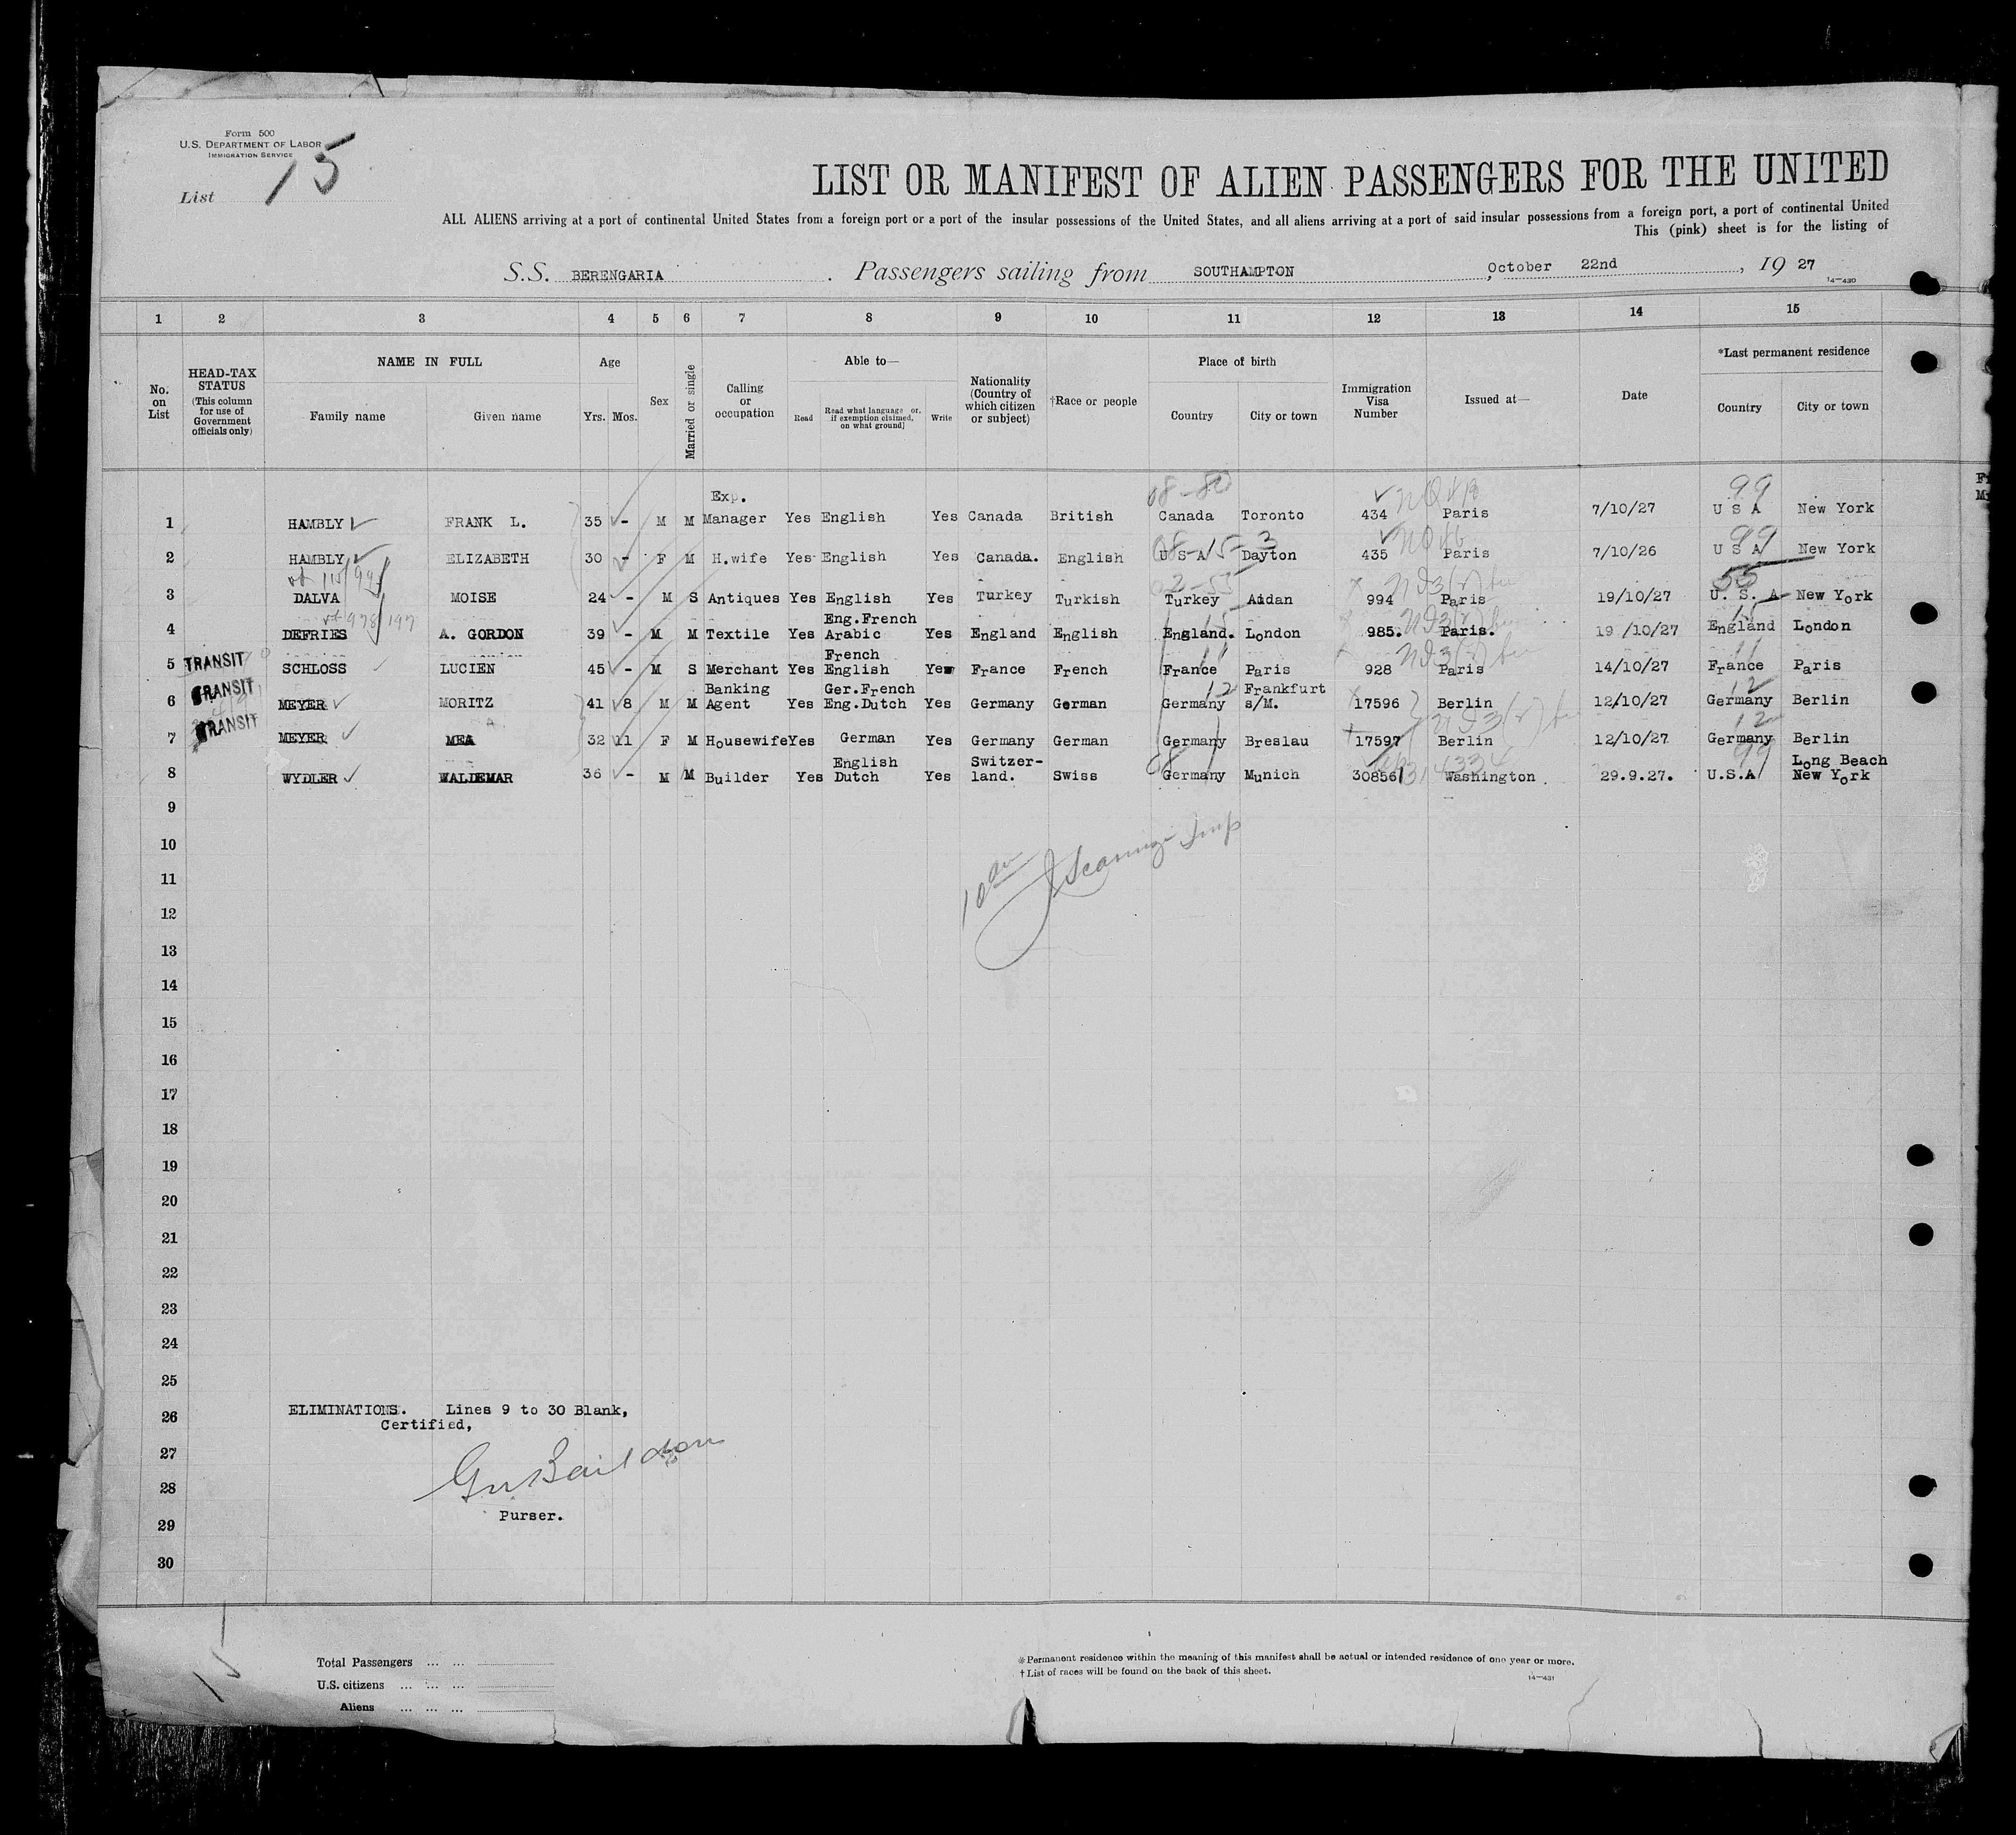 Form 500
U.S. DEPARTMENT OF LABOR
IMMIGRATION SERVICE
List 15
LIST OR MANIFEST OF ALIEN PASSENGERS FOR THE UNITED
ALL ALIENS arriving at a port of continental United States from a foreign port or a port of the insular possessions of the United States, and all aliens arriving at a port of said insular possessions from a foreign port, a port of continental United
This (pink) sheet is for the listing of
S.S. BERENGARIA. Passengers sailing from SOUTHAMPTON, October 22nd, 19 27
14—430
1 2 3 4 5 6 7 8 9 10 11 12 13 14 15
No. on List
HEAD-TAX STATUS (This column for use of Government officials only)
NAME IN FULL
Family name Given name
Age
Yrs. Mos.
Sex
Married or single
Calling or occupation
Able to—
Read Read what language [or, if exemption claimed, on what ground] Write
Nationality (Country of which citizen or subject)
†Race or people
Place of birth
Country City or town
Immigration Visa Number
Issued at—
Date
*Last permanent residence
Country City or town
08-80 99
1 HAMBLY FRANK L. 35 - M M Exp. Manager Yes English Yes Canada British Canada Toronto 434 Paris 7/10/27 U S A New York
08-15-3 99
2 HAMBLY ELIZABETH 30 - F M H.wife Yes English Yes Canada. English U S A Dayton 435 Paris 7/10/26 U S A New York
02-55 55
3 DALVA MOISE 24 - M S Antiques Yes English Yes Turkey Turkish Turkey Aidan 994 Paris 19/10/27 U. S. A New York
4 DEFRIES A. GORDON 39 - M M Textile Yes Eng.French Arabic Yes England English England. London 985. Paris. 19/10/27 England London
5 TRANSIT SCHLOSS LUCIEN 45 - M S Merchant Yes French English Yes France French France Paris 928 Paris 14/10/27 France Paris
6 TRANSIT MEYER MORITZ 41 8 M M Banking Agent Yes Ger.French Eng.Dutch Yes Germany German Germany Frankfurt s/M. 17596 Berlin 12/10/27 Germany Berlin
7 TRANSIT MEYER MEA 32 11 F M Housewife Yes German Yes Germany German Germany Breslau 17597 Berlin 12/10/27 Germany Berlin
8 WYDLER WALDEMAR 36 - M M Builder Yes English Dutch Yes Switzer-land. Swiss Germany Munich 308561 Washington. 29.9.27. U.S.A Long Beach New York
9
10
11
12
13
14
15
16
17
18
19
20
21
22
23
24
25
26 ELIMINATIONS. Lines 9 to 30 Blank,
Certified,
27
28
Purser.
29
30
Total Passengers ... ...
U.S. citizens ... ... ...
Aliens ... ... ...
*Permanent residence within the meaning of this manifest shall be actual or intended residence of one year or more.
†List of races will be found on the back of this sheet.
14—431